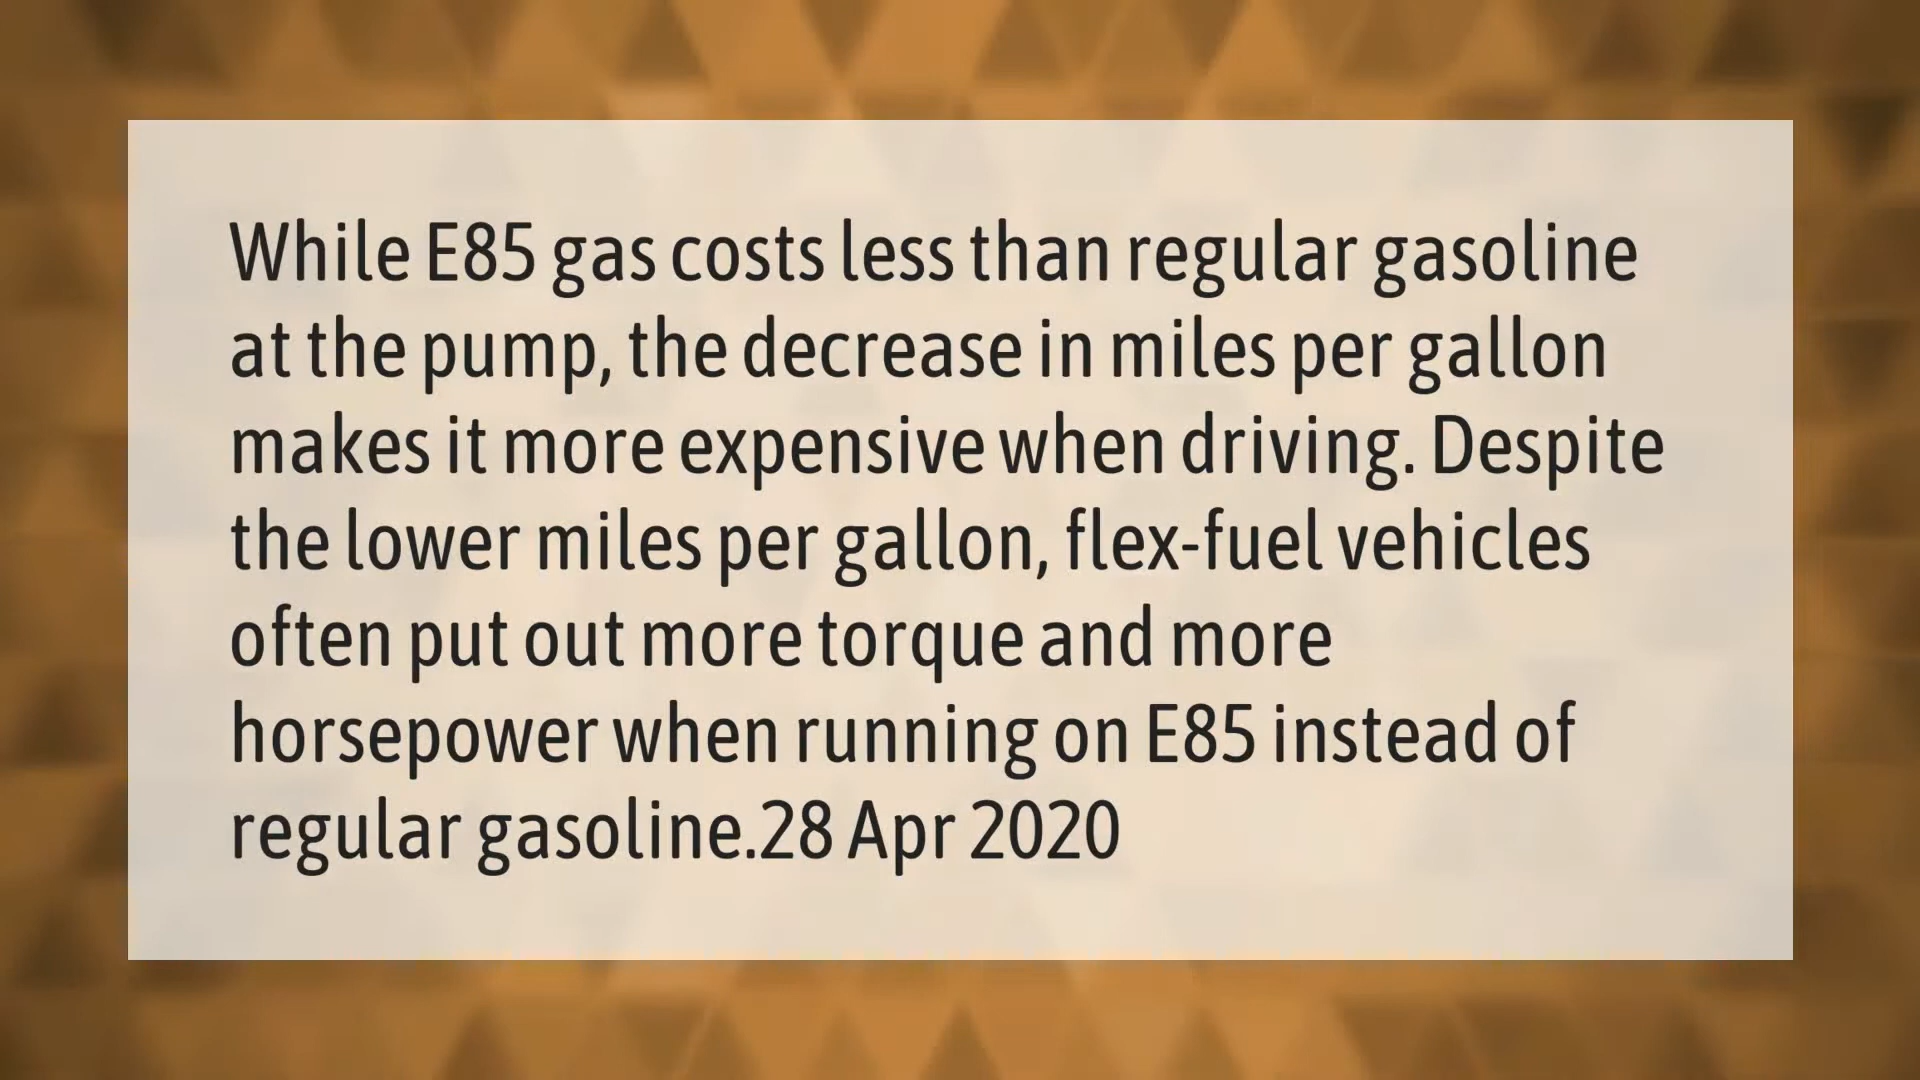 While E85 gas costs less than regular gasoline
at the pump, the decrease in miles per gallon
makes it more expensive when driving. Despite
the lower miles per gallon, flex-fuel vehicles
often put out more torque and more
horsepower when running on E85 instead of
regular gasoline.28 Apr 2020